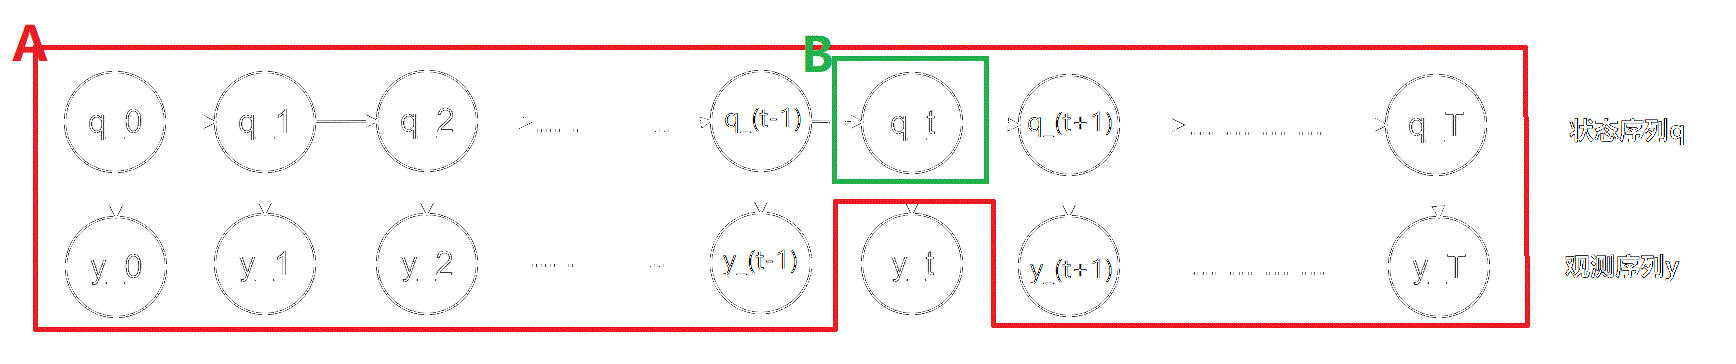 A
B
q_0 q_1 q_2 ...... ... q_(t-1) q_t q_(t+1) ... ... ... ... q_T 状态序列q
y_0 y_1 y_2 ...... ... y_(t-1) y_t y_(t+1) ... ... ... ... y_T 观测序列y